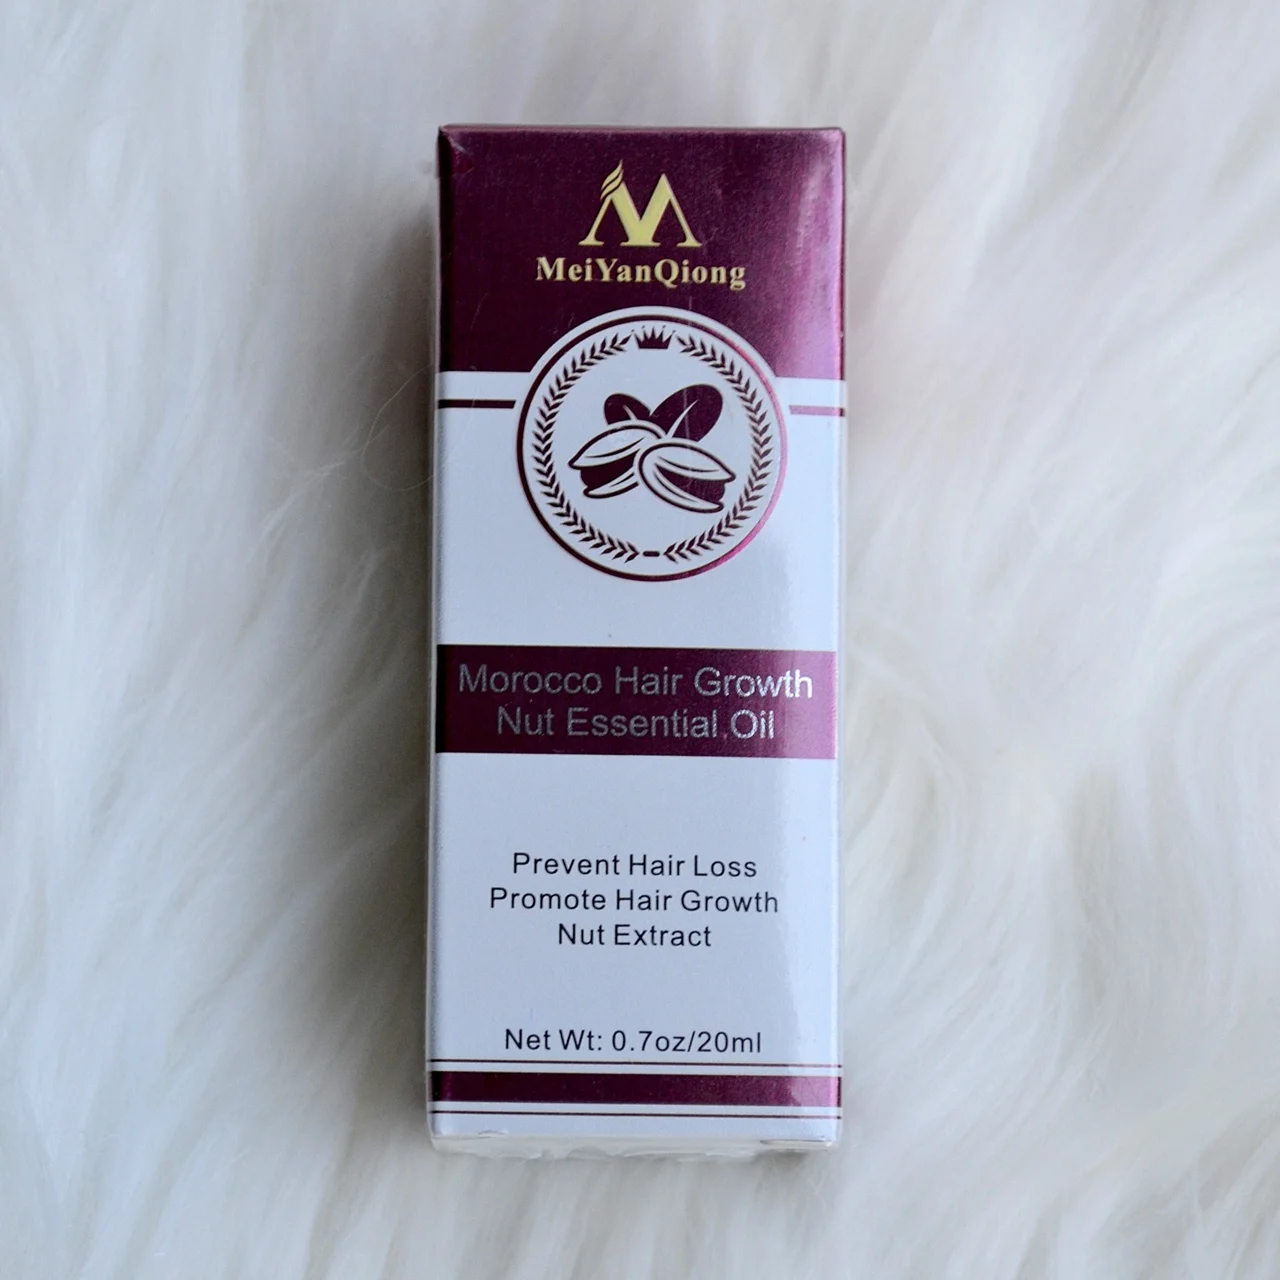 MeiYanQiong
Morocco Hair Growth
Nut Essential Oil
Prevent Hair Loss
Promote Hair Growth
Nut Extract
Net Wt: 0.7oz/20ml